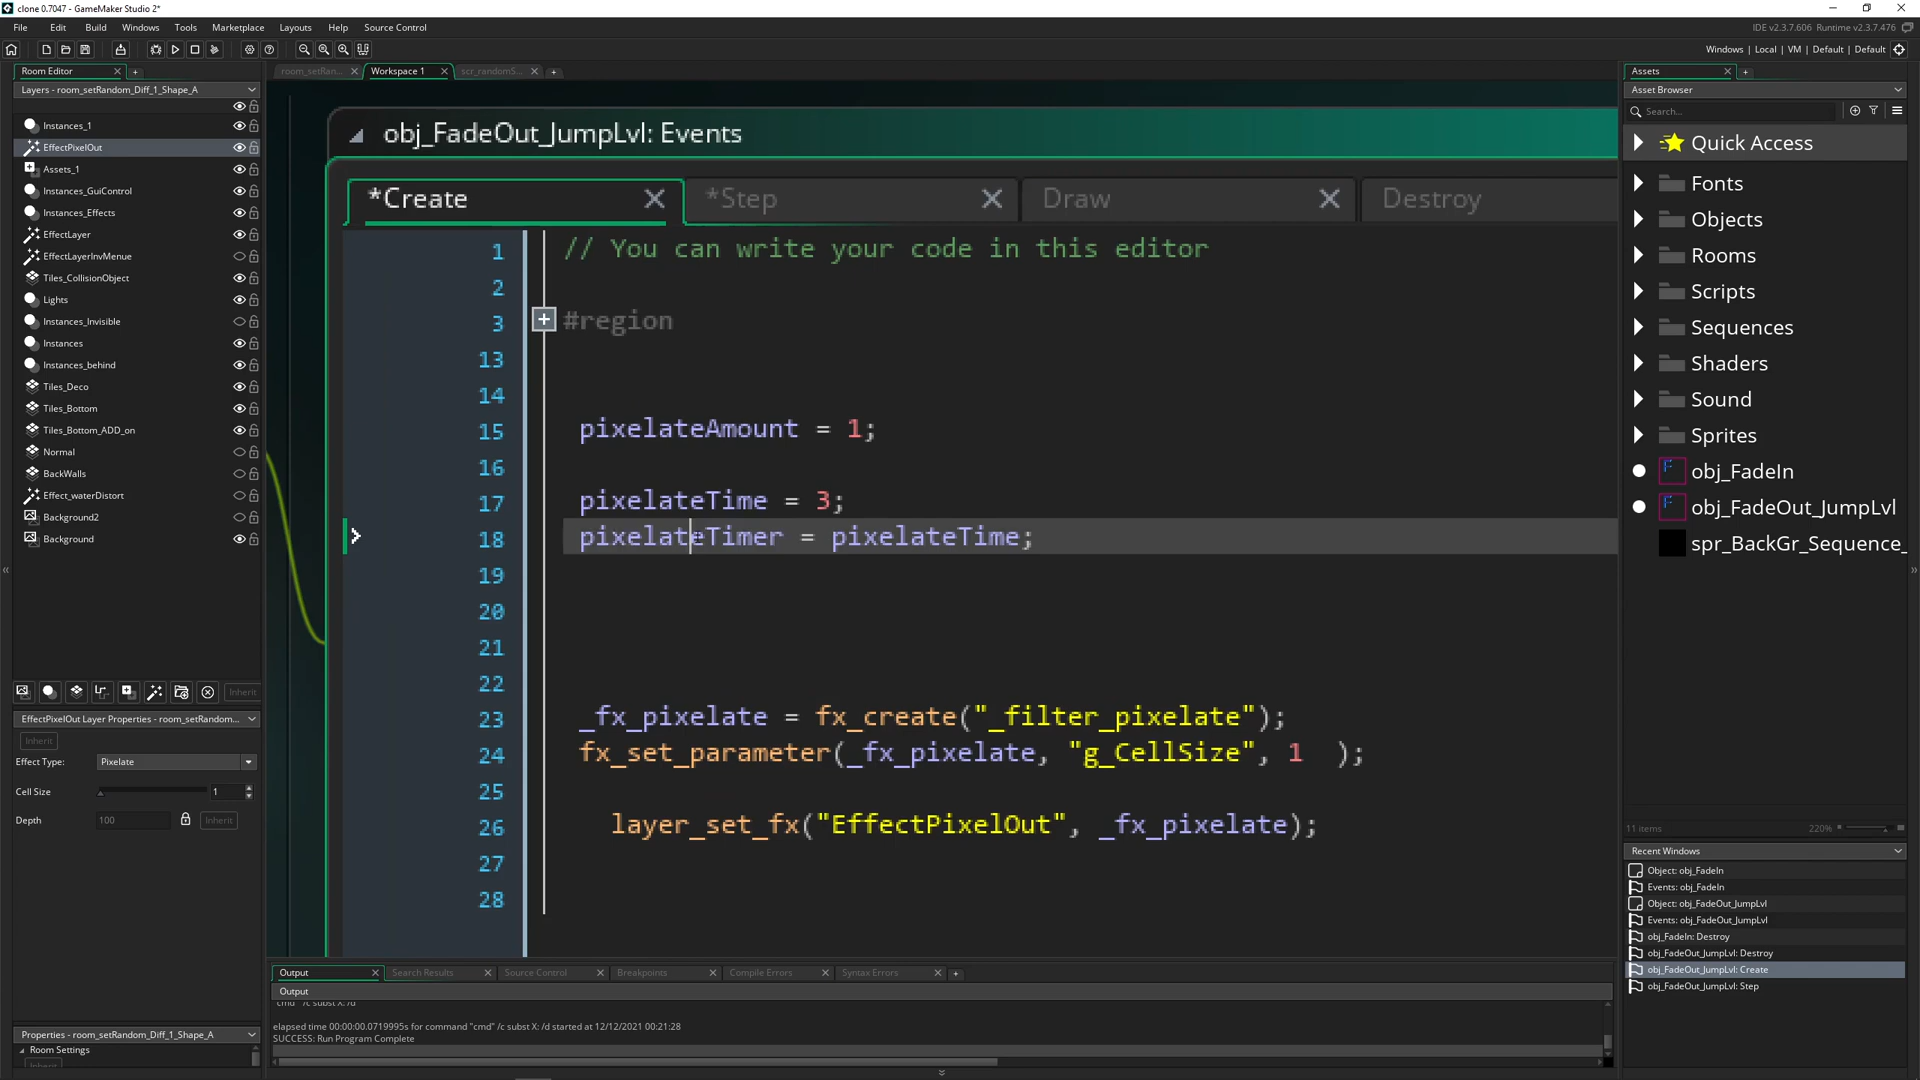 clone 0.7047 - GameMaker Studio 2*
File Edit Build Windows Tools Marketplace Layouts Help Source Control
IDE v2.3.7.606 Runtime v2.3.7.476
Windows | Local | VM | Default | Default
Room Editor
Layers - room_setRandom_Diff_1_Shape_A
Instances_1
EffectPixelOut
Assets_1
Instances_GuiControl
Instances_Effects
EffectLayer
EffectLayerInvMenue
Tiles_CollisionObject
Lights
Instances_Invisible
Instances
Instances_behind
Tiles_Deco
Tiles_Bottom
Tiles_Bottom_ADD_on
Normal
BackWalls
Effect_waterDistort
Background2
Background
Inherit
EffectPixelOut Layer Properties - room_setRandom...
Inherit
Effect Type: Pixelate
Cell Size 1
Depth 100 Inherit
Properties - room_setRandom_Diff_1_Shape_A
Room Settings
Inherit
room_setRan... Workspace 1 scr_randomS...
obj_FadeOut_JumpLvl: Events
*Create *Step Draw Destroy
1 // You can write your code in this editor
2
3 #region
13
14
15 pixelateAmount = 1;
16
17 pixelateTime = 3;
18 pixelateTimer = pixelateTime;
19
20
21
22
23 _fx_pixelate = fx_create("_filter_pixelate");
24 fx_set_parameter(_fx_pixelate, "g_CellSize", 1 );
25
26 layer_set_fx("EffectPixelOut", _fx_pixelate);
27
28
Output Search Results Source Control Breakpoints Compile Errors Syntax Errors
Output
"cmd" /c subst X: /d
elapsed time 00:00:00.0719995s for command "cmd" /c subst X: /d started at 12/12/2021 00:21:28
SUCCESS: Run Program Complete
Assets
Asset Browser
Search...
Quick Access
Fonts
Objects
Rooms
Scripts
Sequences
Shaders
Sound
Sprites
obj_FadeIn
obj_FadeOut_JumpLvl
spr_BackGr_Sequence_
11 items 220%
Recent Windows
Object: obj_FadeIn
Events: obj_FadeIn
Object: obj_FadeOut_JumpLvl
Events: obj_FadeOut_JumpLvl
obj_FadeIn: Destroy
obj_FadeOut_JumpLvl: Destroy
obj_FadeOut_JumpLvl: Create
obj_FadeOut_JumpLvl: Step